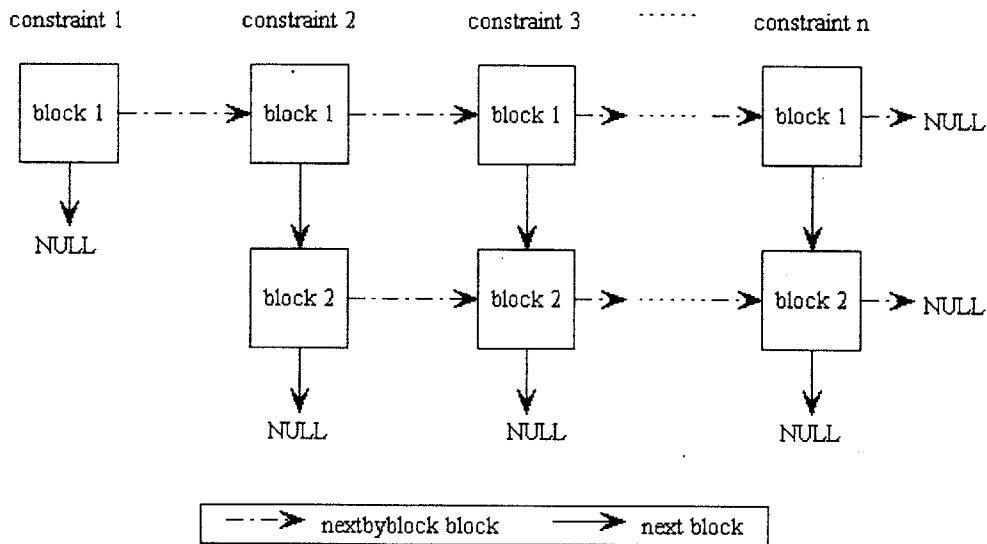 constraint 1 constraint 2 constraint 3 ...... constraint n
block 1 block 1 block 1 ...... block 1 NULL
NULL
block 2 block 2 ...... block 2 NULL
NULL NULL NULL
nextbyblock block next block